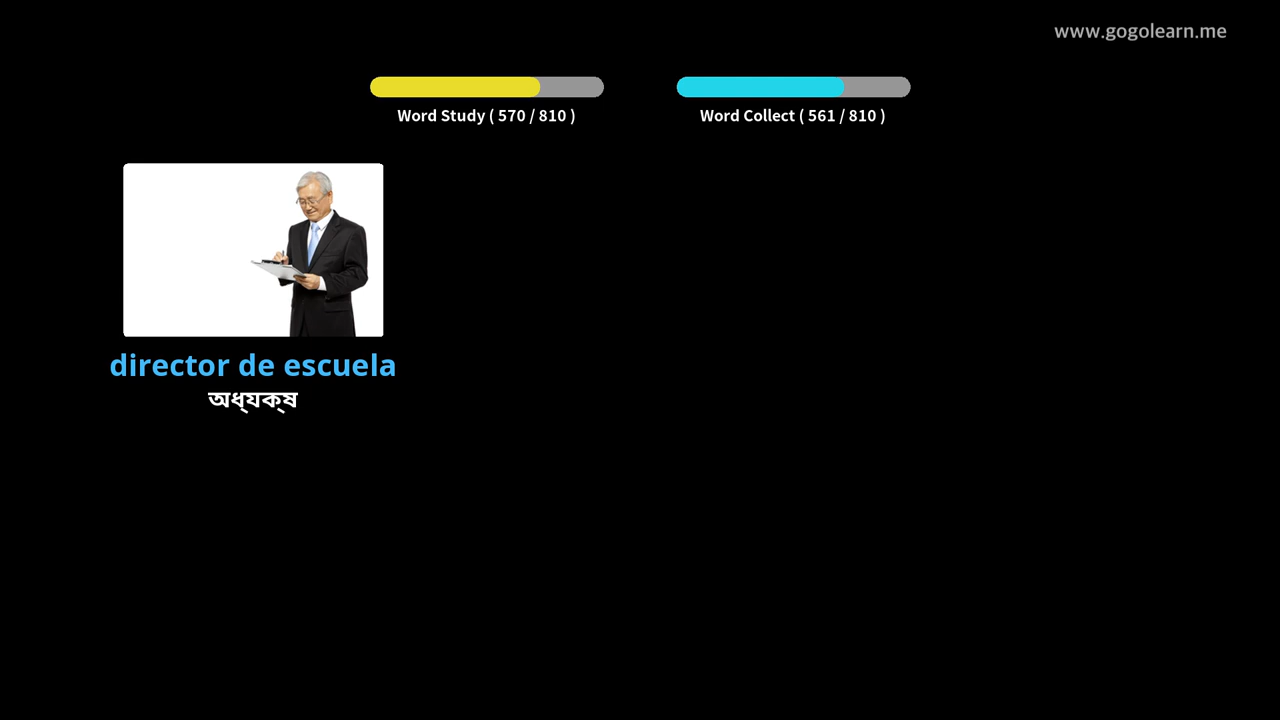 www.gogolearn.me
Word Study ( 570 / 810 )
Word Collect ( 561 / 810 )
director de escuela
অধ্যক্ষ